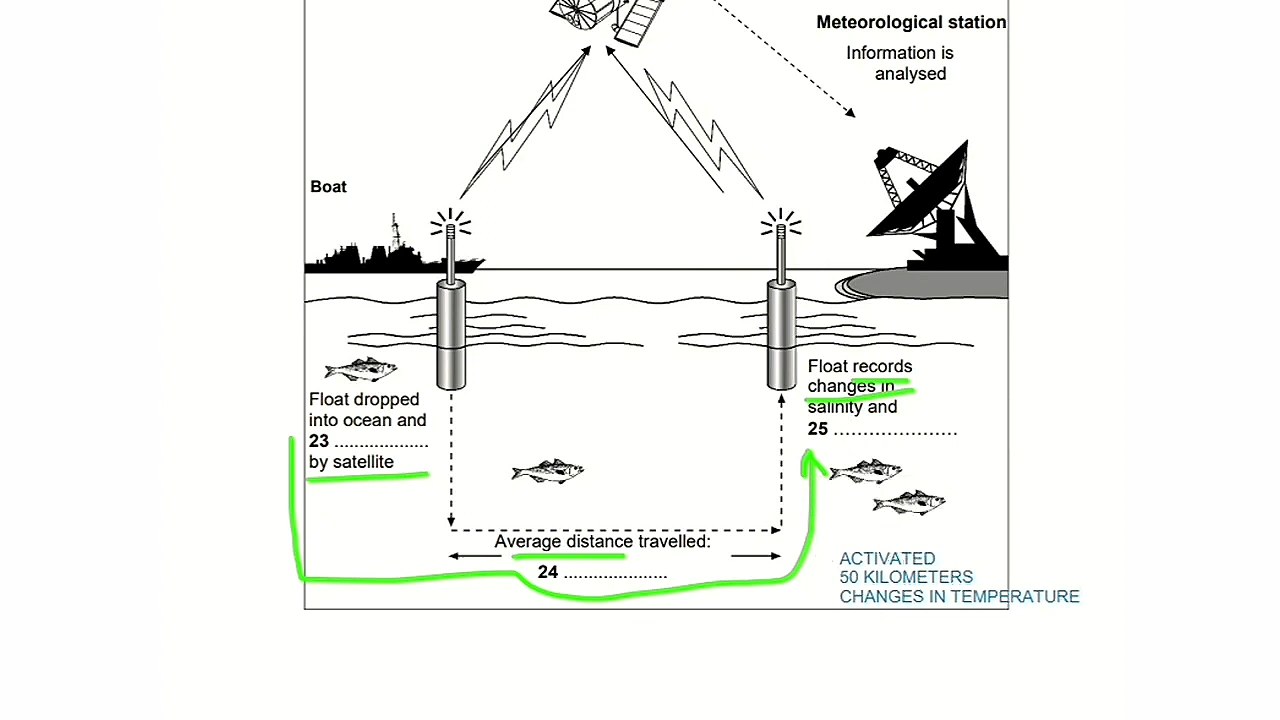 Meteorological station
Information is
analysed
Boat
Float dropped
into ocean and
23 ..................
by satellite
Float records
changes in
salinity and
25 .....................
Average distance travelled:
24 ....................
ACTIVATED
50 KILOMETERS
CHANGES IN TEMPERATURE